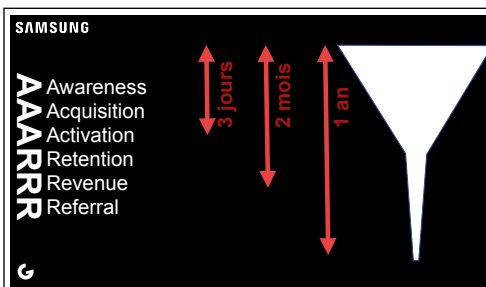 SAMSUNG
Awareness
Acquisition
Activation
Retention
Revenue
Referral
AAARRR
3 jours
2 mois
1 an
G